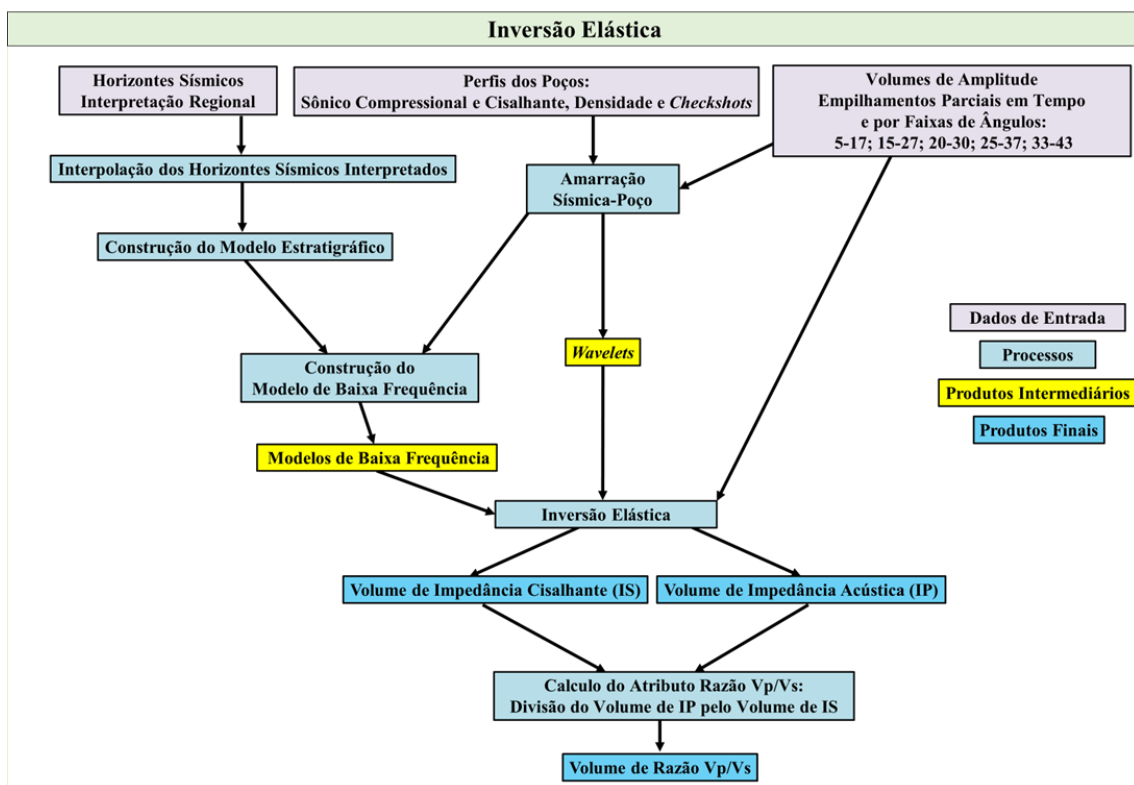 Inversão Elástica
Horizontes Sísmicos
Interpretação Regional
Perfis dos Poços:
Sônico Compressional e Cisalhante, Densidade e Checkshots
Volumes de Amplitude
Empilhamentos Parciais em Tempo
e por Faixas de Ângulos:
5-17; 15-27; 20-30; 25-37; 33-43
Interpolação dos Horizontes Sísmicos Interpretados
Amarração
Sísmica-Poço
Construção do Modelo Estratigráfico
Dados de Entrada
Processos
Produtos Intermediários
Produtos Finais
Wavelets
Construção do
Modelo de Baixa Frequência
Modelos de Baixa Frequência
Inversão Elástica
Volume de Impedância Cisalhante (IS)
Volume de Impedância Acústica (IP)
Calculo do Atributo Razão Vp/Vs:
Divisão do Volume de IP pelo Volume de IS
Volume de Razão Vp/Vs